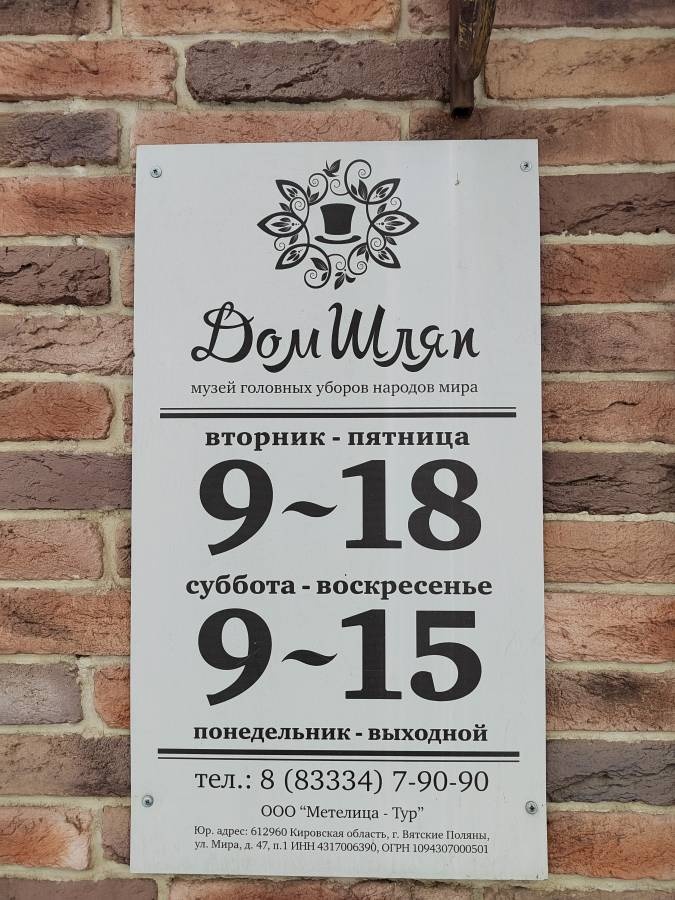 Дом Шляп
музей головных уборов народов мира
вторник - пятница
9~18
суббота - воскресенье
9~15
понедельник - выходной
тел.: 8 (83334) 7-90-90
ООО “Метелица - Тур”
Юр. адрес: 612960 Кировская область, г. Вятские Поляны,
ул. Мира, д. 47, п.1 ИНН 4317006390, ОГРН 1094307000501